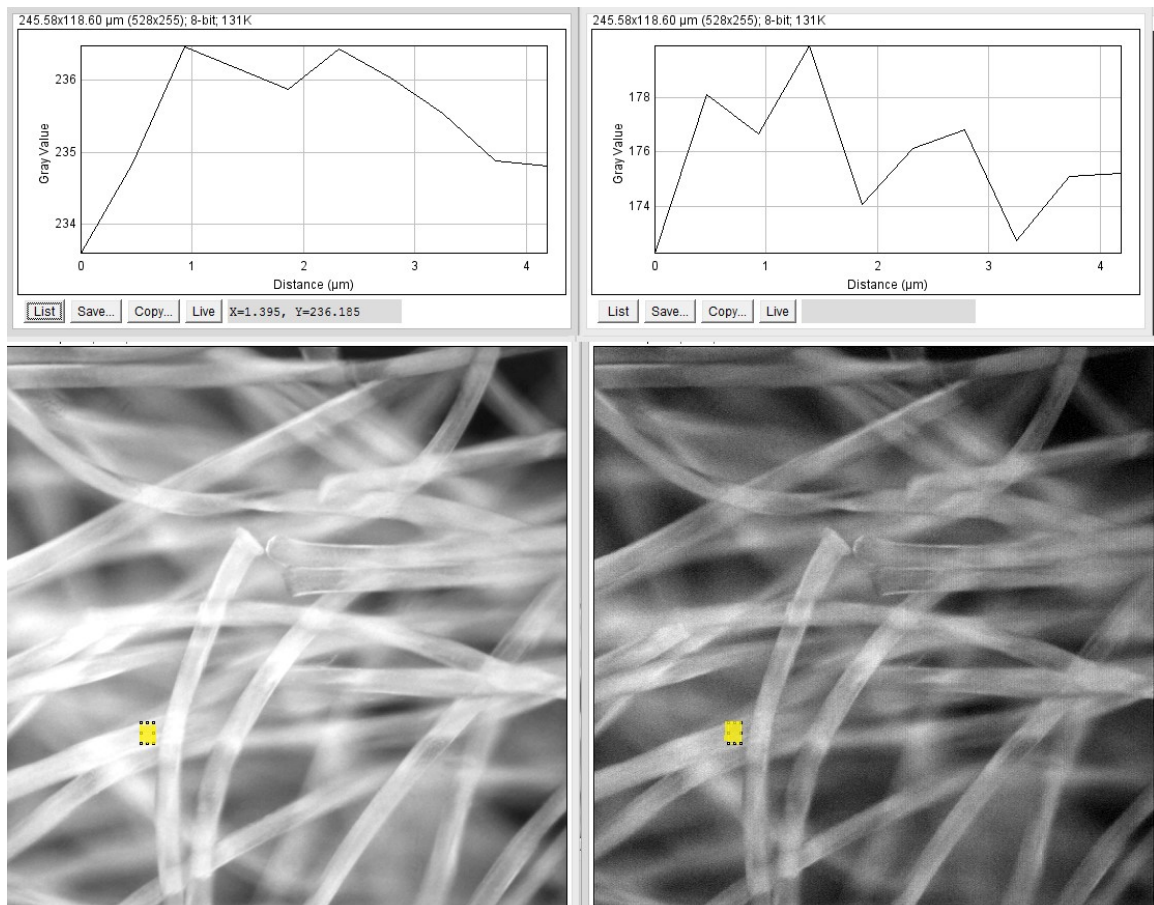 245.58x118.60 µm (528x255); 8-bit; 131K
236
235
234
Gray Value
0 1 2 3 4
Distance (µm)
List Save... Copy... Live X=1.395, Y=236.185
245.58x118.60 µm (528x255); 8-bit; 131K
178
176
174
Gray Value
0 1 2 3 4
Distance (µm)
List Save... Copy... Live